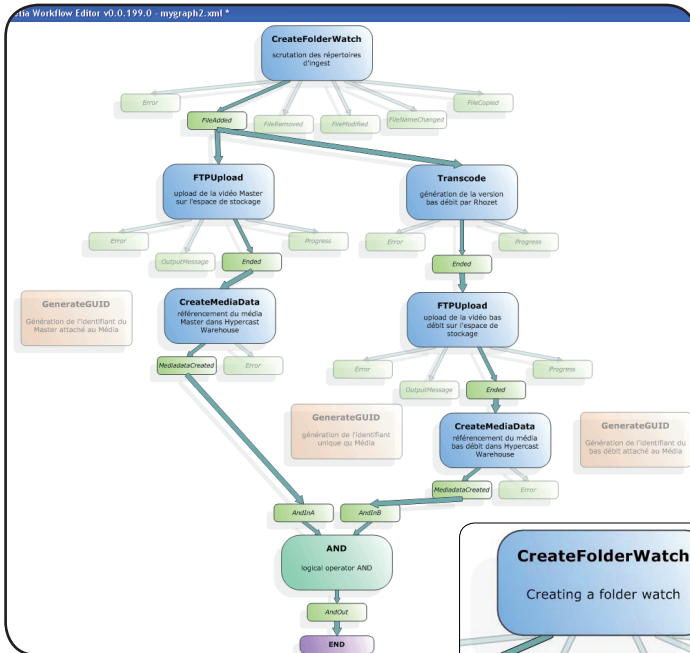 Workflow Editor v0.0.199.0 - mygraph2.xml *
CreateFolderWatch
scrutation des répertoires
d'ingest
Error
FileAdded
FileRemoved
FileModified
FileNameChanged
FileCopied
FTPUpload
upload de la vidéo Master
sur l'espace de stockage
Transcode
génération de la version
bas débit par Rhozet
Error
OutputMessage
Ended
Progress
Error
Ended
Progress
GenerateGUID
Génération de l'identifiant du
Master attaché au Média
CreateMediaData
référencement du média
Master dans Hypercast
Warehouse
FTPUpload
upload de la vidéo bas
débit sur l'espace de
stockage
MediadataCreated
Error
Error
OutputMessage
Ended
Progress
GenerateGUID
génération de l'identifiant
unique qu Média
CreateMediaData
référencement du média
bas débit dans Hypercast
Warehouse
GenerateGUID
Génération de l'identifiant du
bas débit attaché au Média
MediadataCreated
Error
AndInA
AndInB
AND
logical operator AND
AndOut
END
CreateFolderWatch
Creating a folder watch